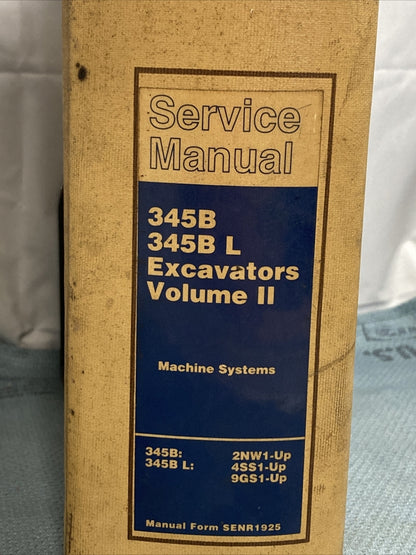 Service
Manual
345B
345B L
Excavators
Volume II
Machine Systems
345B: 2NW1-Up
345B L: 4SS1-Up
9GS1-Up
Manual Form SENR1925